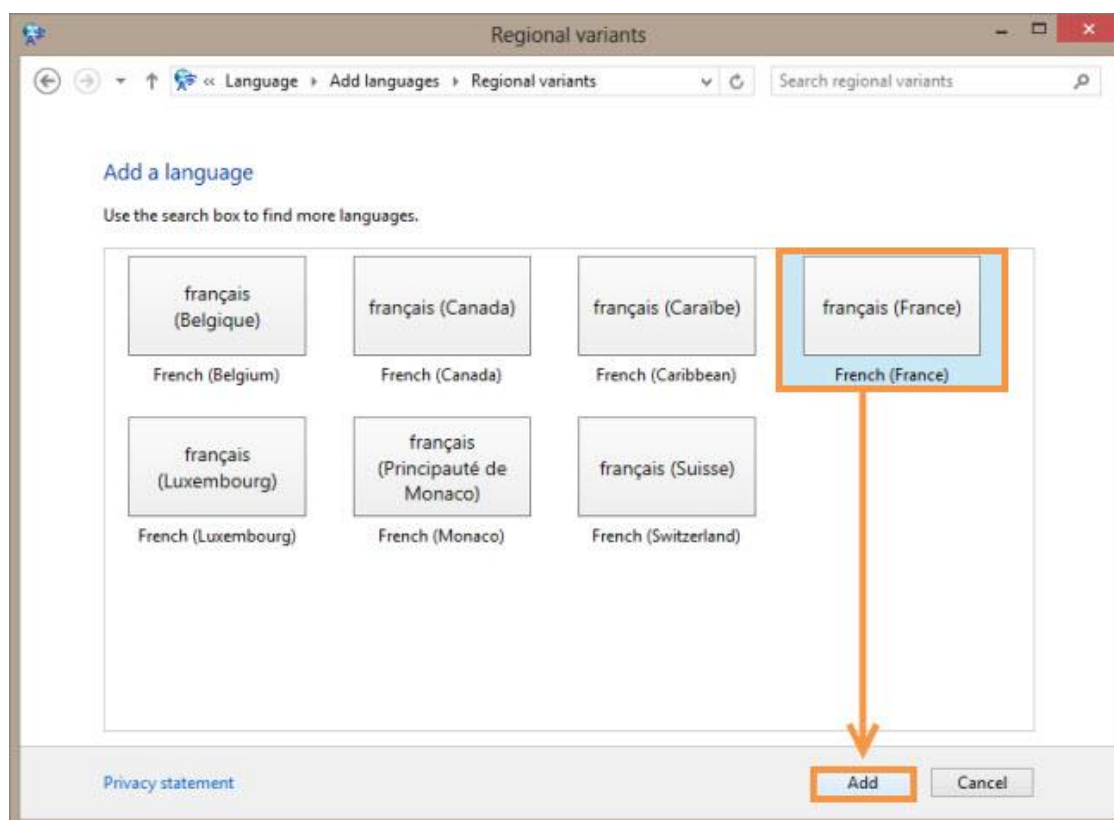 Regional variants
« Language ▸ Add languages ▸ Regional variants
Search regional variants
Add a language
Use the search box to find more languages.
français
(Belgique)
français (Canada)
français (Caraïbe)
français (France)
French (Belgium)
French (Canada)
French (Caribbean)
French (France)
français
(Luxembourg)
français
(Principauté de
Monaco)
français (Suisse)
French (Luxembourg)
French (Monaco)
French (Switzerland)
Privacy statement
Add
Cancel